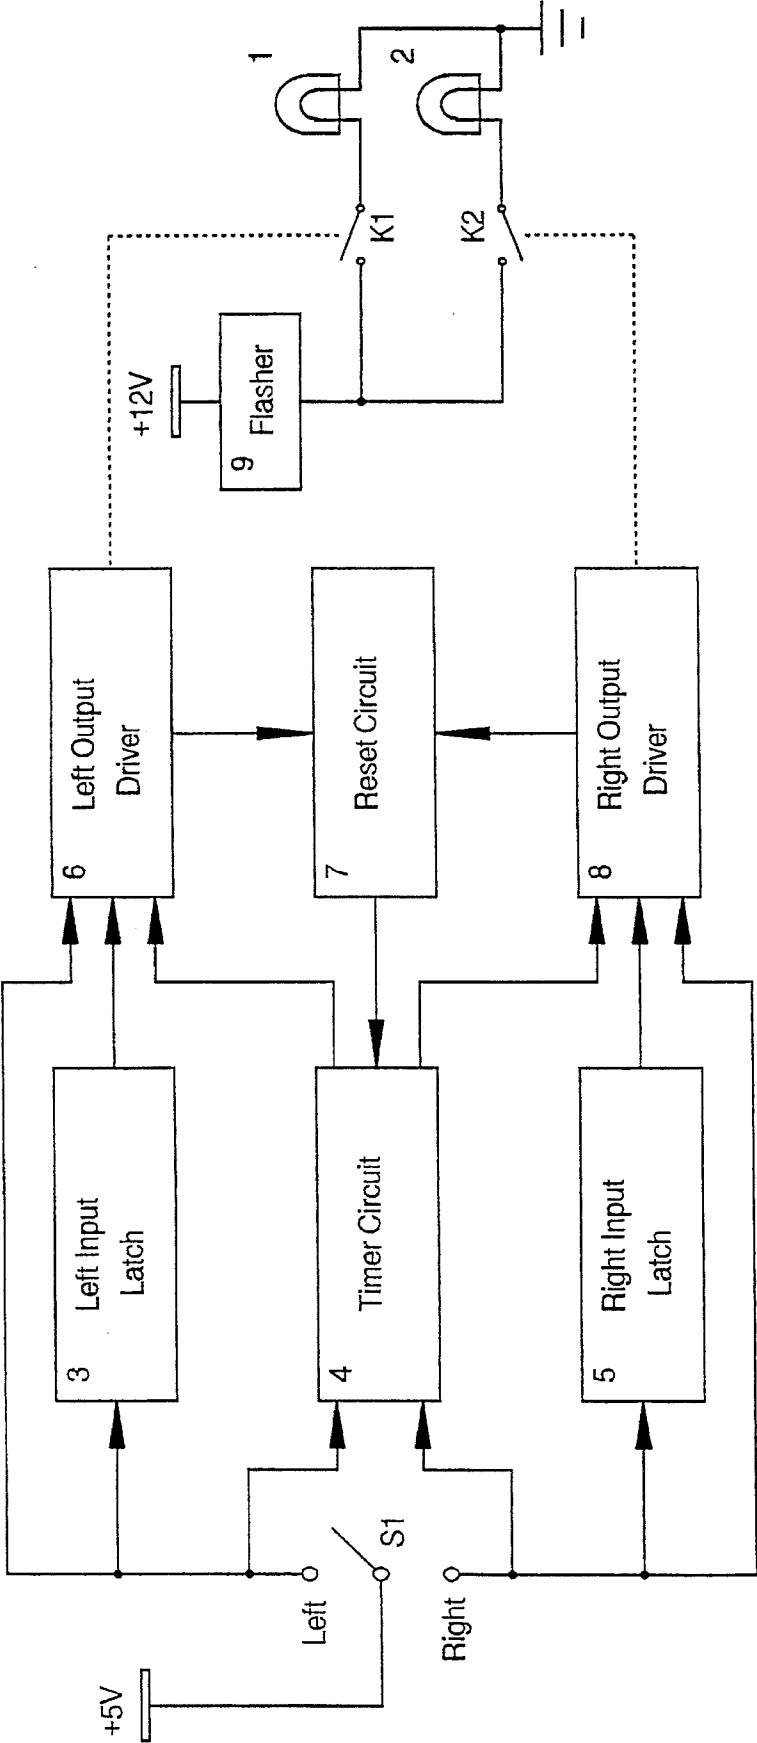 +5V
Left
S1
Right
3
Left Input
Latch
4
Timer Circuit
5
Right Input
Latch
6
Left Output
Driver
7
Reset Circuit
8
Right Output
Driver
+12V
9
Flasher
K1
K2
1
2